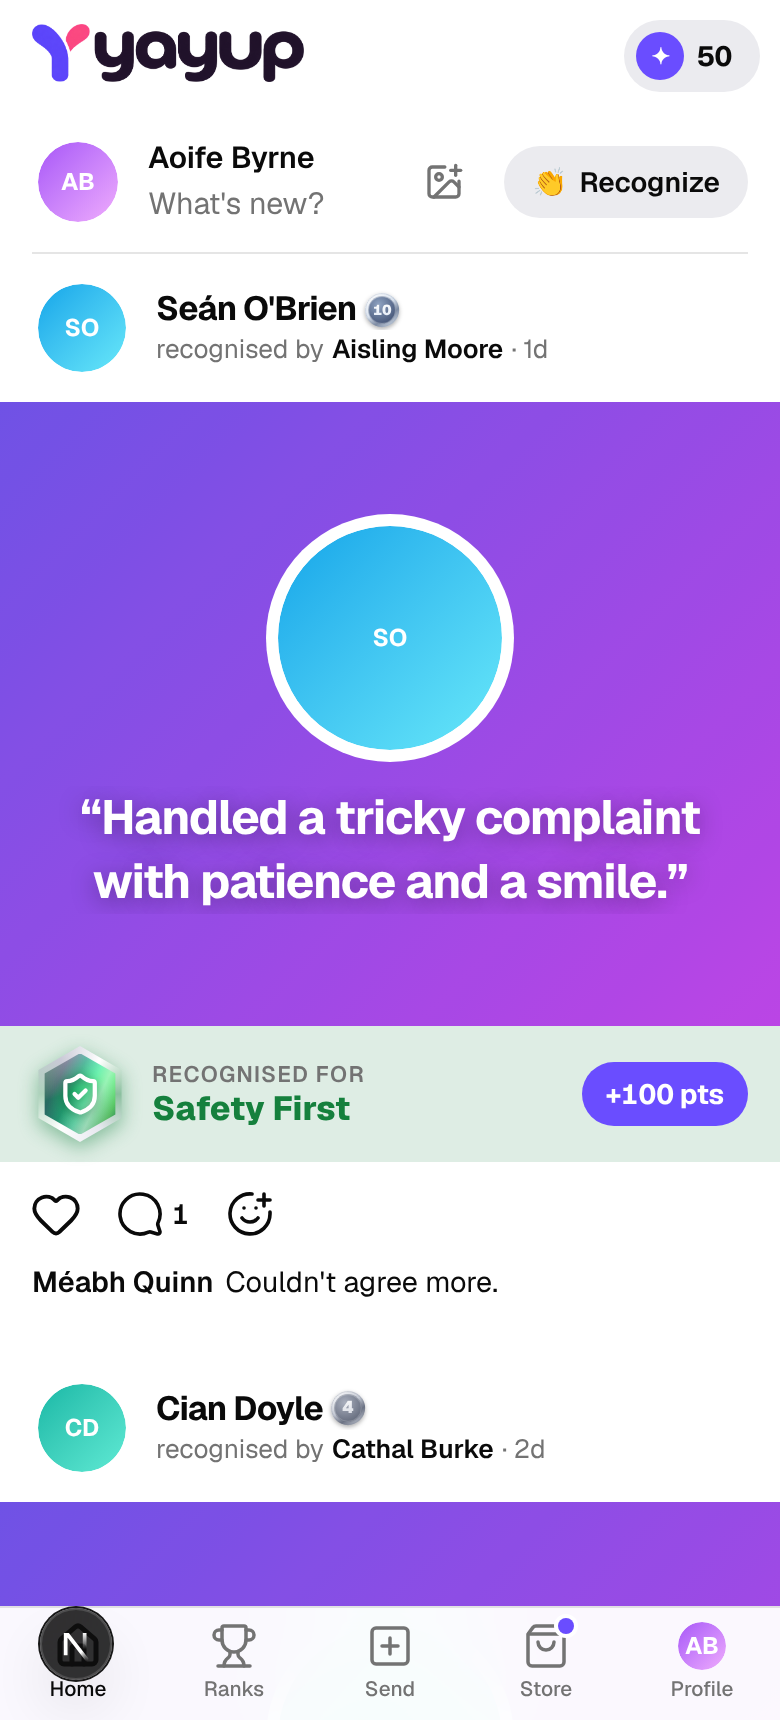 yayup
50
AB
Aoife Byrne
What's new?
👏 Recognize
SO
Seán O'Brien 10
recognised by Aisling Moore · 1d
SO
“Handled a tricky complaint
with patience and a smile.”
RECOGNISED FOR
Safety First
+100 pts
1
Méabh Quinn Couldn't agree more.
CD
Cian Doyle 4
recognised by Cathal Burke · 2d
N
AB
Home
Ranks
Send
Store
Profile